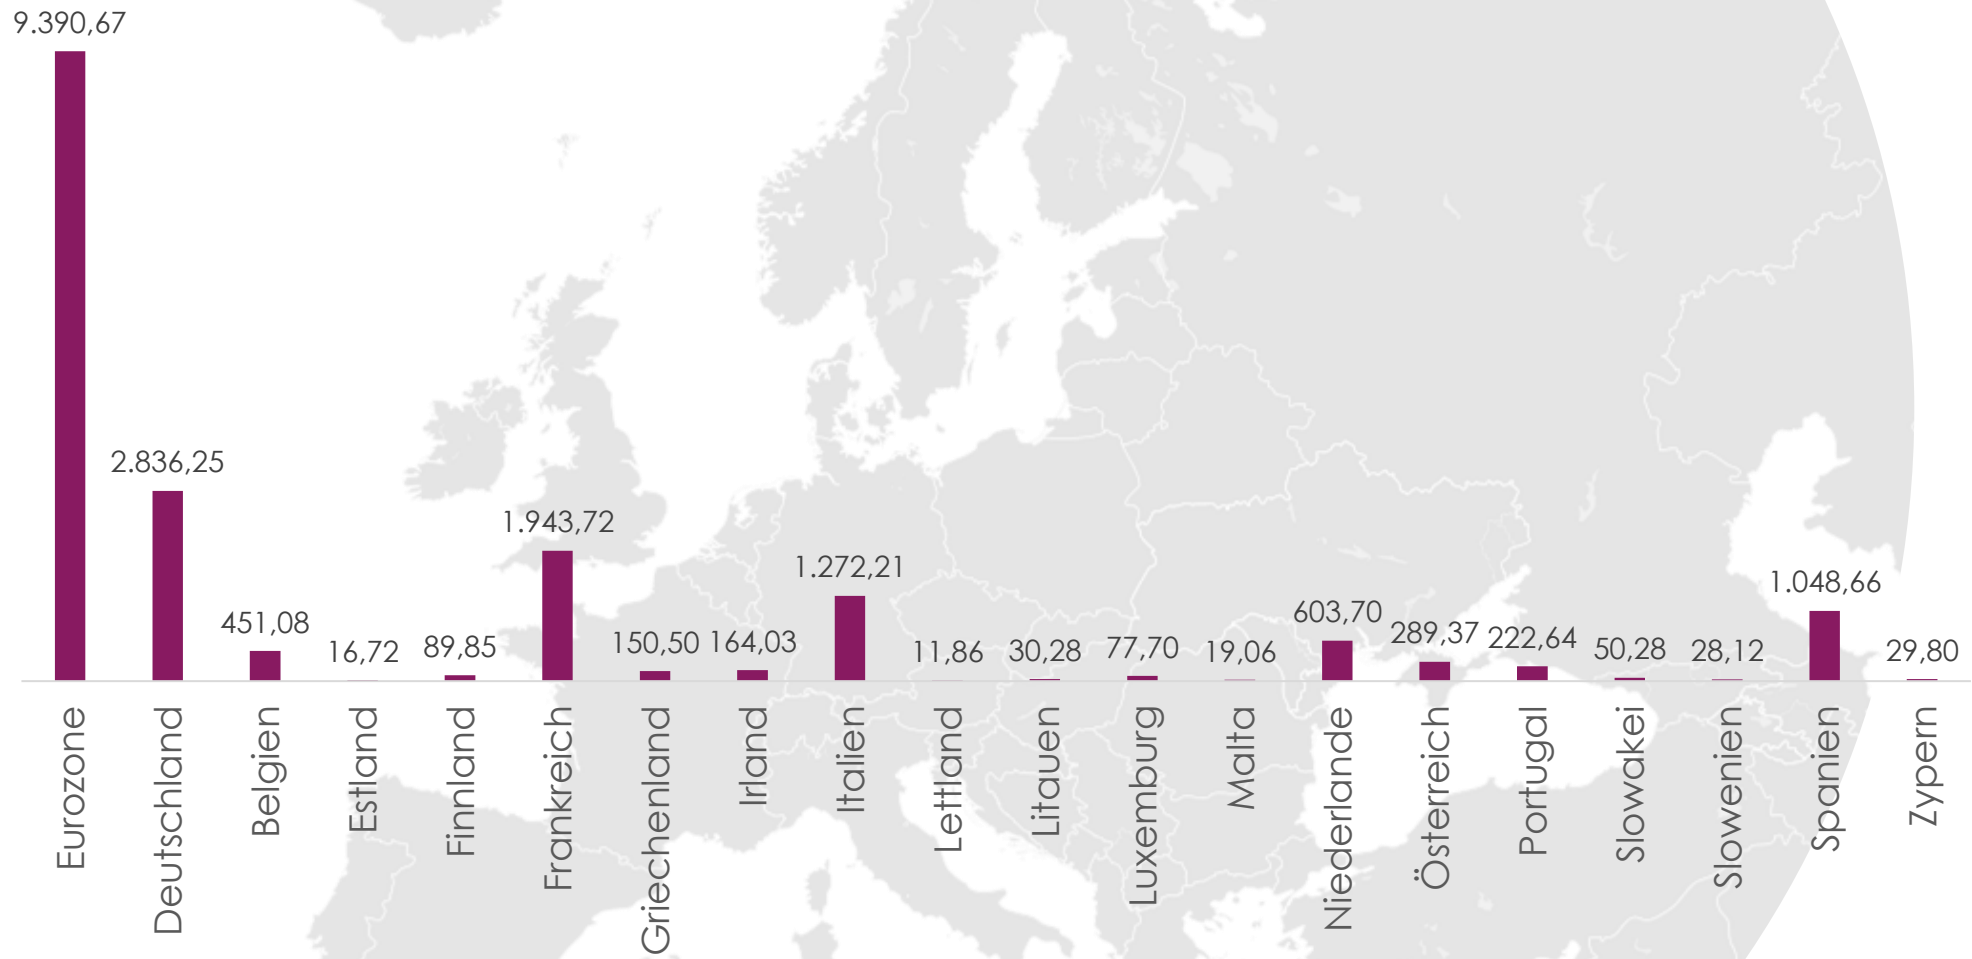 9.390,67
2.836,25
451,08
16,72
89,85
1.943,72
150,50
164,03
1.272,21
11,86
30,28
77,70
19,06
603,70
289,37
222,64
50,28
28,12
1.048,66
29,80
Eurozone
Deutschland
Belgien
Estland
Finnland
Frankreich
Griechenland
Irland
Italien
Lettland
Litauen
Luxemburg
Malta
Niederlande
Österreich
Portugal
Slowakei
Slowenien
Spanien
Zypern